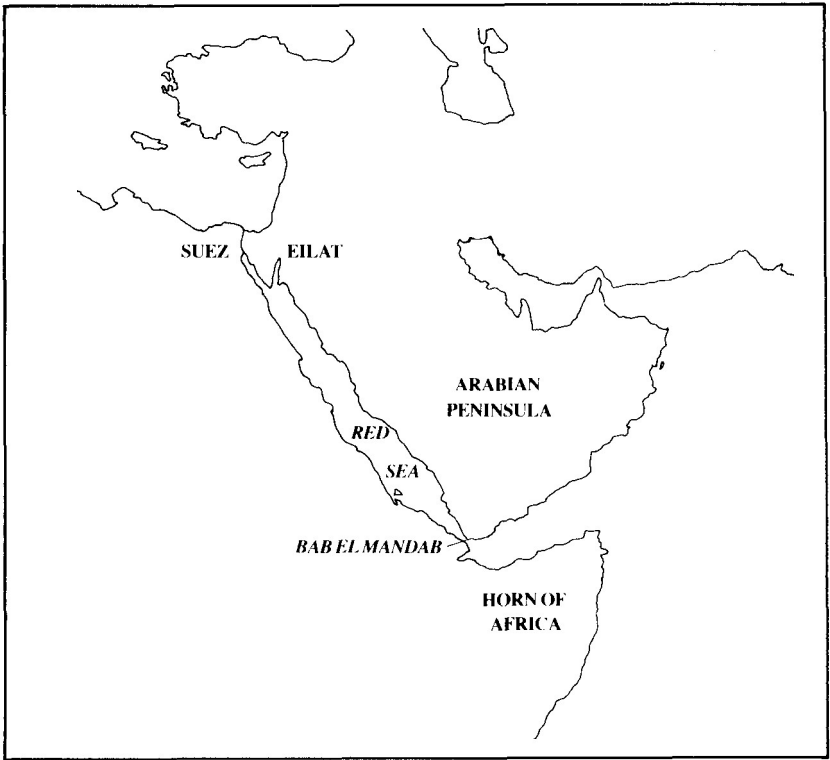 SUEZ
EILAT
ARABIAN
PENINSULA
RED
SEA
BAB EL MANDAB
HORN OF
AFRICA